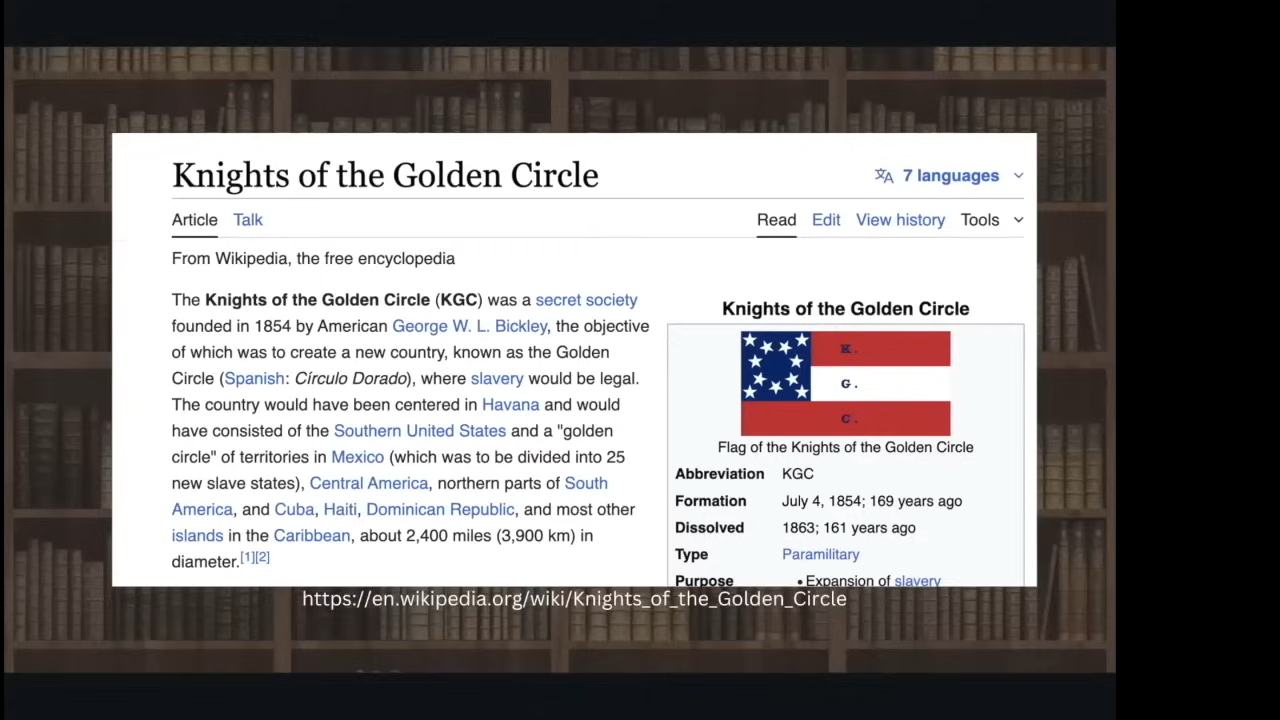 Knights of the Golden Circle
7 languages
Article Talk
Read Edit View history Tools
From Wikipedia, the free encyclopedia
The Knights of the Golden Circle (KGC) was a secret society
founded in 1854 by American George W. L. Bickley, the objective
of which was to create a new country, known as the Golden
Circle (Spanish: Círculo Dorado), where slavery would be legal.
The country would have been centered in Havana and would
have consisted of the Southern United States and a "golden
circle" of territories in Mexico (which was to be divided into 25
new slave states), Central America, northern parts of South
America, and Cuba, Haiti, Dominican Republic, and most other
islands in the Caribbean, about 2,400 miles (3,900 km) in
diameter.[1][2]
Knights of the Golden Circle
K.
G.
C.
Flag of the Knights of the Golden Circle
Abbreviation KGC
Formation July 4, 1854; 169 years ago
Dissolved 1863; 161 years ago
Type Paramilitary
Purpose • Expansion of slavery
https://en.wikipedia.org/wiki/Knights_of_the_Golden_Circle